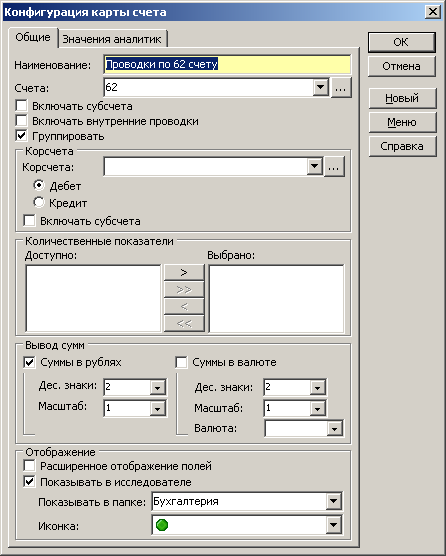 Конфигурация карты счета
Общие Значения аналитик
OK
Отмена
Новый
Меню
Справка
Наименование: Проводки по 62 счету
Счета: 62 ...
Включать субсчета
Включать внутренние проводки
Группировать
Корсчета
Корсчета: ...
Дебет
Кредит
Включать субсчета
Количественные показатели
Доступно: Выбрано:
>
>>
<
<<
Вывод сумм
Суммы в рублях Суммы в валюте
Дес. знаки: 2 Дес. знаки: 2
Масштаб: 1 Масштаб: 1
Валюта:
Отображение
Расширенное отображение полей
Показывать в исследователе
Показывать в папке: Бухгалтерия
Иконка: